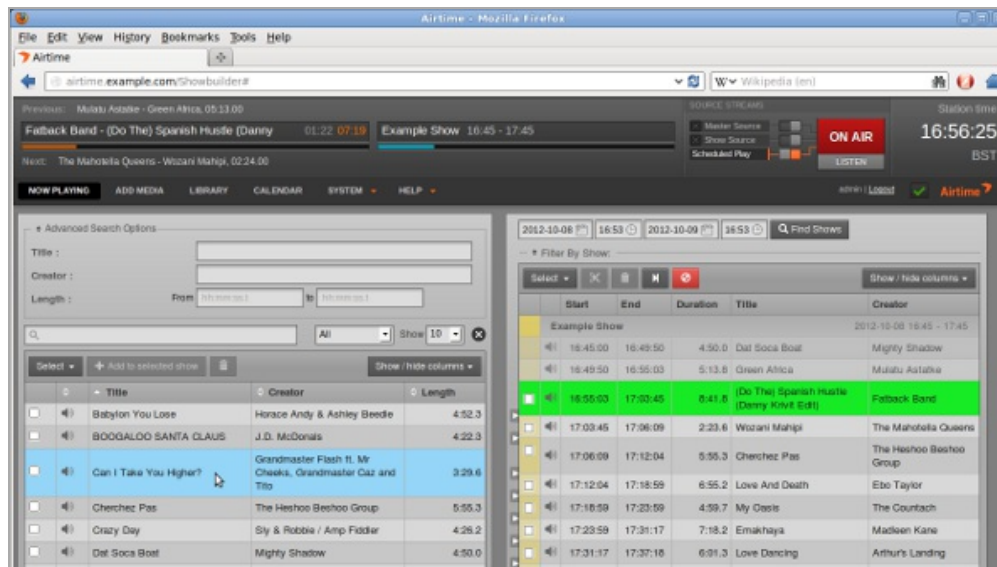 Airtime - Mozilla Firefox
File Edit View History Bookmarks Tools Help
Airtime
airtime.example.com/Showbuilder#
W Wikipedia (en)
Previous: Mulatu Astatke - Green Africa, 05:13.00
SOURCE STREAMS
Station time
Fatback Band - (Do The) Spanish Hustle (Danny 01:22 07:19 Example Show 16:45 - 17:45
Master Source
Show Source
Scheduled Play
ON AIR
LISTEN
16:56:25
BST
Next: The Mahotella Queens - Wozani Mahipi, 02:24.00
NOW PLAYING ADD MEDIA LIBRARY CALENDAR SYSTEM HELP admin | Logout Airtime
Advanced Search Options
Title :
Creator :
Length : From hh:mm:ss.t to hh:mm:ss.t
All Show 10
Select + Add to selected show Show / hide columns
Title Creator Length
Babylon You Lose Horace Andy & Ashley Beedle 4:52.3
BOOGALOO SANTA CLAUS J.D. McDonals 4:22.3
Can I Take You Higher? Grandmaster Flash ft. Mr Cheeks, Grandmaster Caz and Tito 3:29.6
Cherchez Pas The Heshoo Beshoo Group 5:55.3
Crazy Day Sly & Robbie / Amp Fiddler 4:26.2
Dat Soca Boat Mighty Shadow 4:50.0
2012-10-08 16:53 2012-10-09 16:53 Find Shows
Filter By Show:
Select Show / hide columns
Start End Duration Title Creator
Example Show 2012-10-08 16:45 - 17:45
16:45:00 16:49:50 4:50.0 Dat Soca Boat Mighty Shadow
16:49:50 16:55:03 5:13.8 Green Africa Mulatu Astatke
16:55:03 17:03:45 8:41.8 (Do The) Spanish Hustle (Danny Krivit Edit) Fatback Band
17:03:45 17:06:09 2:23.6 Wozani Mahipi The Mahotella Queens
17:06:09 17:12:04 5:55.3 Cherchez Pas The Heshoo Beshoo Group
17:12:04 17:18:59 6:55.2 Love And Death Ebo Taylor
17:18:59 17:23:59 4:59.7 My Oasis The Countach
17:23:59 17:31:17 7:18.2 Emakhaya Madleen Kane
17:31:17 17:37:18 6:01.3 Love Dancing Arthur's Landing